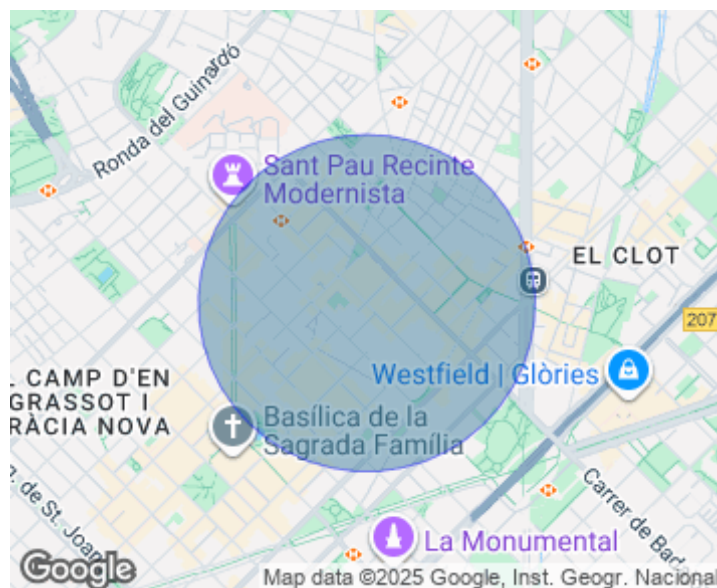 Ronda del Guinardó
Sant Pau Recinte
Modernista
EL CLOT
207
Westfield | Glòries
L CAMP D'EN
GRASSOT I
RÀCIA NOVA
Basílica de la
Sagrada Família
g. de St. Joa
Carrer de Bad
La Monumental
Google
Map data ©2025 Google, Inst. Geogr. Nacional